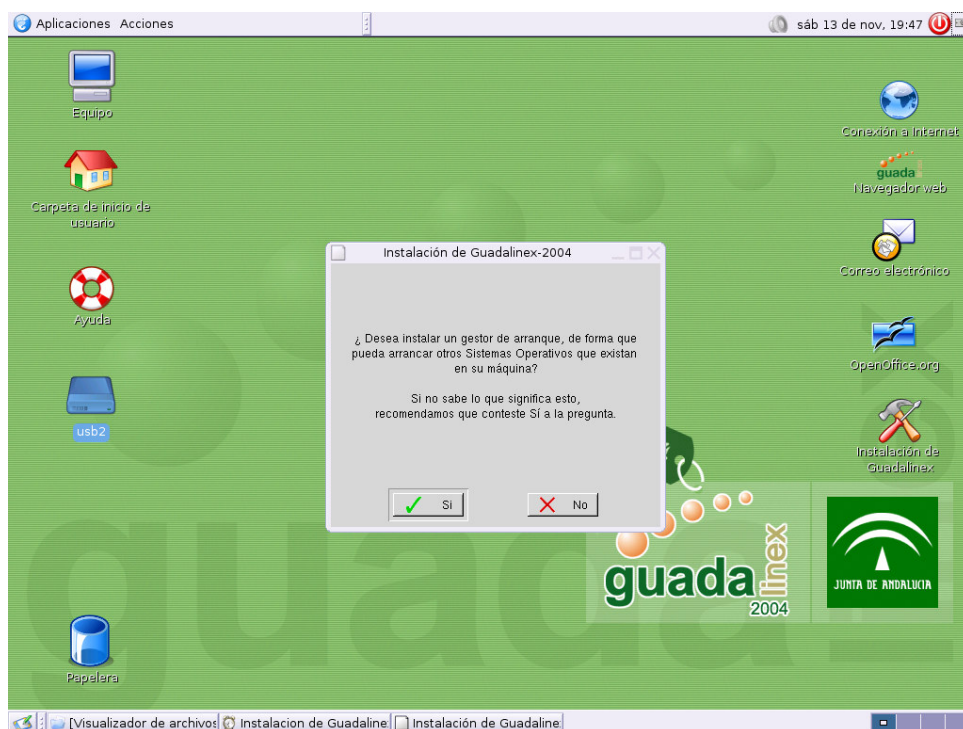 Aplicaciones Acciones
sáb 13 de nov, 19:47
Equipo
Carpeta de inicio de
usuario
Ayuda
usb2
Papelera
Conexión a Internet
guada
Navegador web
Correo electrónico
OpenOffice.org
Instalación de
Guadalinex
Instalación de Guadalinex-2004
¿ Desea instalar un gestor de arranque, de forma que
pueda arrancar otros Sistemas Operativos que existan
en su máquina?
Si no sabe lo que significa esto,
recomendamos que conteste Sí a la pregunta.
Si
No
guadalinex
2004
JUNTA DE ANDALUCIA
guadalinex
[Visualizador de archivos
Instalacion de Guadaline
Instalación de Guadaline